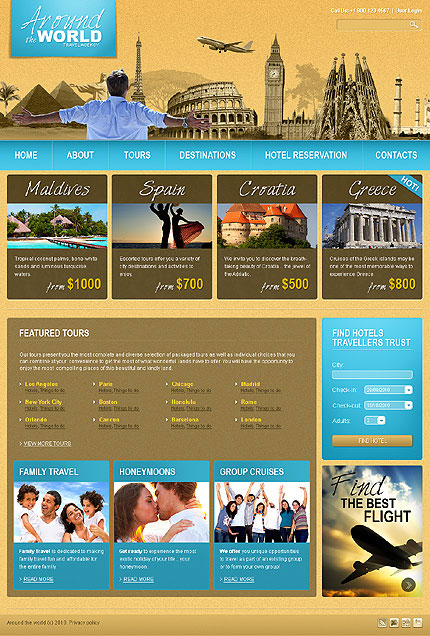 Around
the WORLD
TRAVEL AGENCY
Call Us: +1 900 123 4567 | User Login
HOME
ABOUT
TOURS
DESTINATIONS
HOTEL RESERVATION
CONTACTS
Maldives
Tropical coconut palms, bone-white
sands and luminous turquoise
waters.
from $1000
Spain
Escorted tours offer you a variety of
city destinations and activities to
enjoy.
from $700
Croatia
We also invite you to discover the breath-
taking beauty of Croatia... the jewel of
the Adriatic.
from $500
Greece
HOT!
Cruises of the Greek islands may be
one of the most memorable ways to
experience Greece.
from $800
FEATURED TOURS
Our tours present you the most complete and diverse selection of packaged tours as well as individual choices that you
can combine at your convenience to get the most of what wonderful lands have to offer. You will have the opportunity to
enjoy the most compelling places of this beautiful and kindly land.
Los Angeles
Hotels, Things to do
Paris
Hotels, Things to do
Chicago
Hotels, Things to do
Madrid
Hotels, Things to do
New York City
Hotels, Things to do
Boston
Hotels, Things to do
Honolulu
Hotels, Things to do
Rome
Hotels, Things to do
Orlando
Hotels, Things to do
Cancun
Hotels, Things to do
Barcelona
Hotels, Things to do
London
Hotels, Things to do
VIEW MORE TOURS
FIND HOTELS
TRAVELLERS TRUST
City:
Check-in:
Check-out:
Adults:
2
FIND HOTEL
FAMILY TRAVEL
Family Travel is dedicated to making
family travel fun and affordable for
the entire family.
READ MORE
HONEYMOONS
Get ready to experience the most
exotic holiday of your life... your
honeymoon.
READ MORE
GROUP CRUISES
We offer you unique opportunities
to travel as part of an existing group
or to form your own group!
READ MORE
Find
THE BEST
FLIGHT
Around the world (c) 2010. Privacy policy